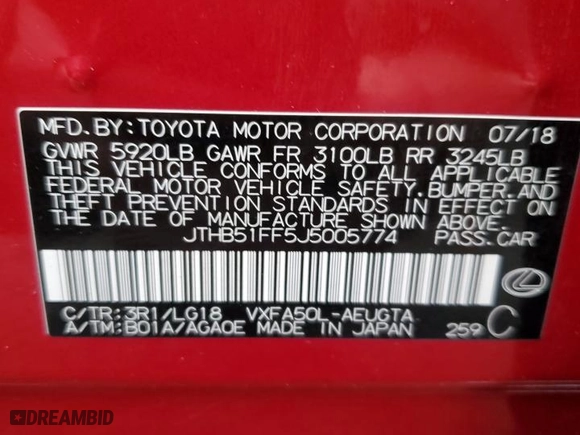 MFD.BY:TOYOTA MOTOR CORPORATION 07/18
GVWR 5920LB GAWR FR 3100LB RR 3245LB
THIS VEHICLE CONFORMS TO ALL APPLICABLE
FEDERAL MOTOR VEHICLE SAFETY,BUMPER,AND
THEFT PREVENTION STANDARDS IN EFFECT ON
THE DATE OF MANUFACTURE SHOWN ABOVE.
JTHB51FF5J5005774 PASS.CAR
C/TR:3R1/LG18 VXFA50L-AEUGTA
A/TM:B01A/AGA0E MADE IN JAPAN 259 C
DREAMBID